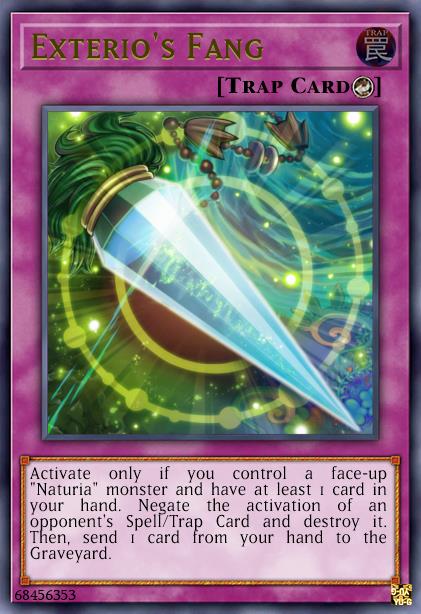 Exterio's Fang
TRAP
罠
[Trap Card]
Activate only if you control a face-up
"Naturia" monster and have at least 1 card in
your hand. Negate the activation of an
opponent's Spell/Trap Card and destroy it.
Then, send 1 card from your hand to the
Graveyard.
68456353